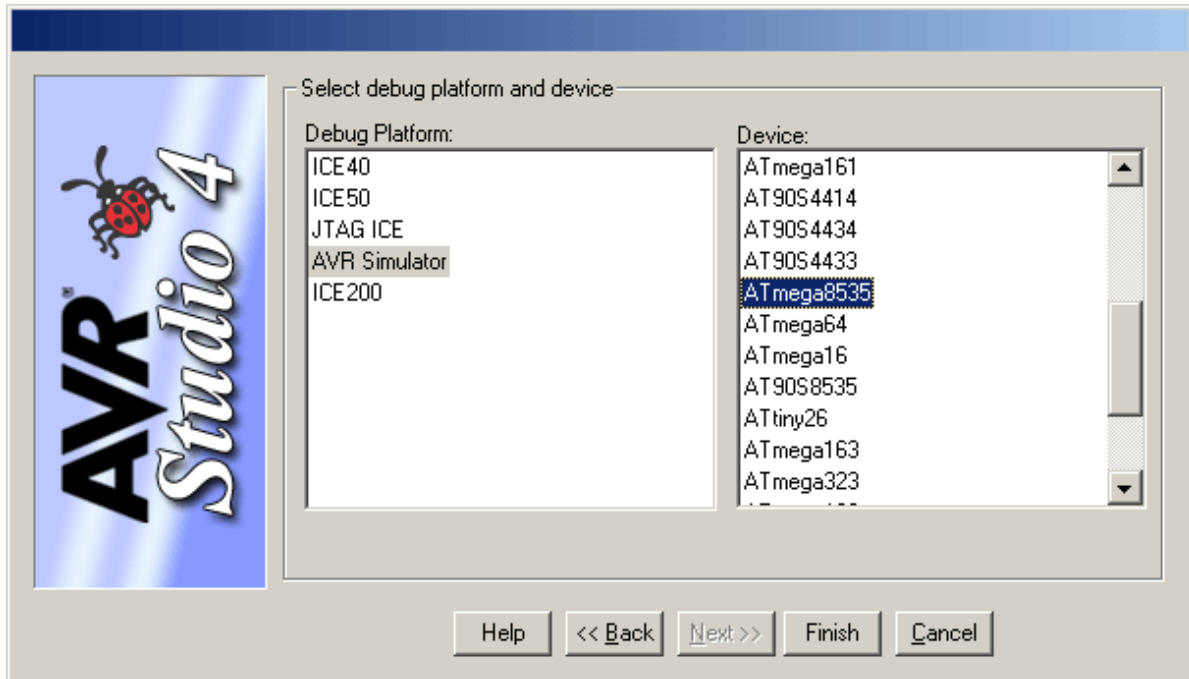 AVR®
Studio 4
Select debug platform and device
Debug Platform:
ICE40
ICE50
JTAG ICE
AVR Simulator
ICE200
Device:
ATmega161
AT90S4414
AT90S4434
AT90S4433
ATmega8535
ATmega64
ATmega16
AT90S8535
ATtiny26
ATmega163
ATmega323
Help
<< Back
Next >>
Finish
Cancel